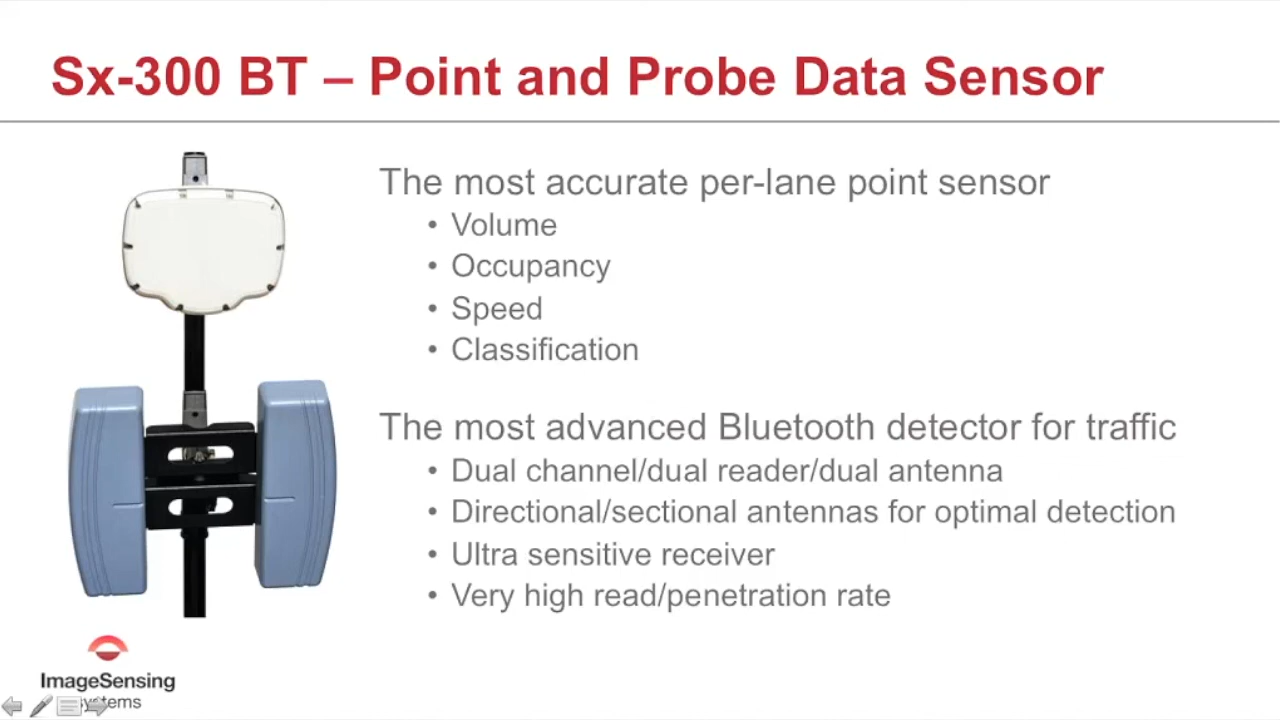 Sx-300 BT – Point and Probe Data Sensor
The most accurate per-lane point sensor
• Volume
• Occupancy
• Speed
• Classification
The most advanced Bluetooth detector for traffic
• Dual channel/dual reader/dual antenna
• Directional/sectional antennas for optimal detection
• Ultra sensitive receiver
• Very high read/penetration rate
ImageSensing